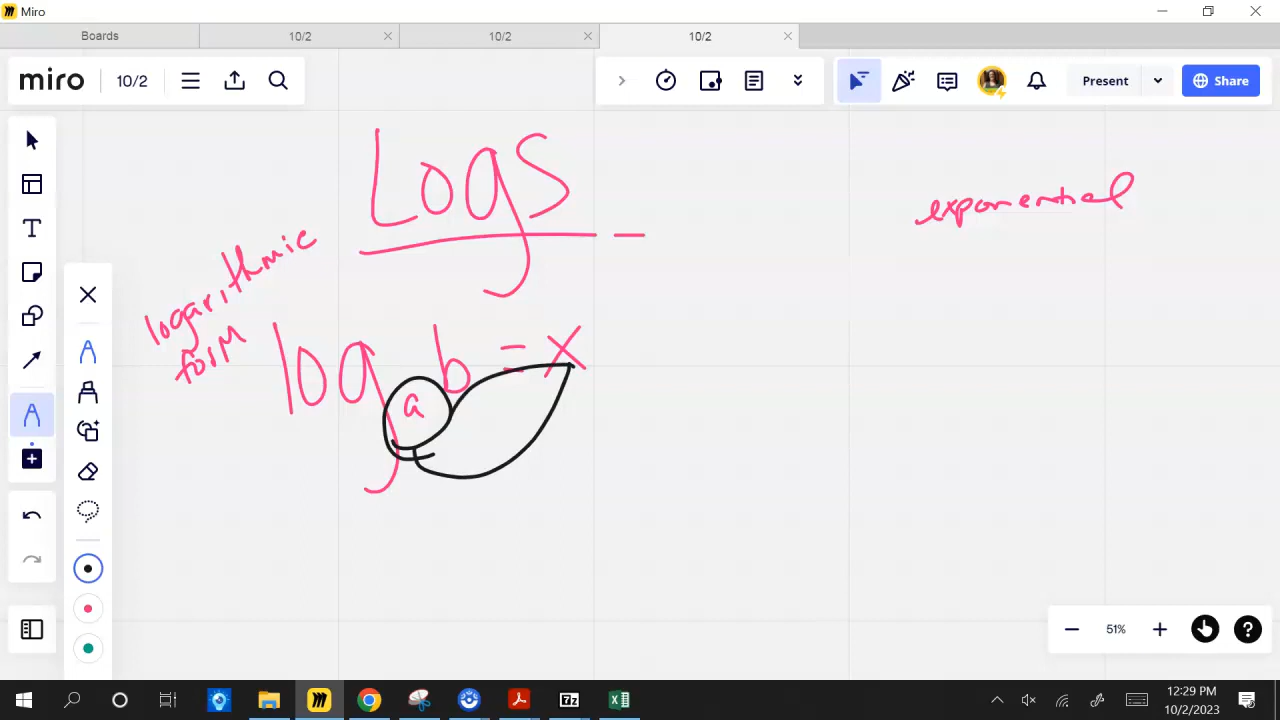 Miro
Boards
10/2
10/2
10/2
miro
10/2
Present
Share
Logs
exponential
logarithmic
form
log a b = x
51%
12:29 PM
10/2/2023